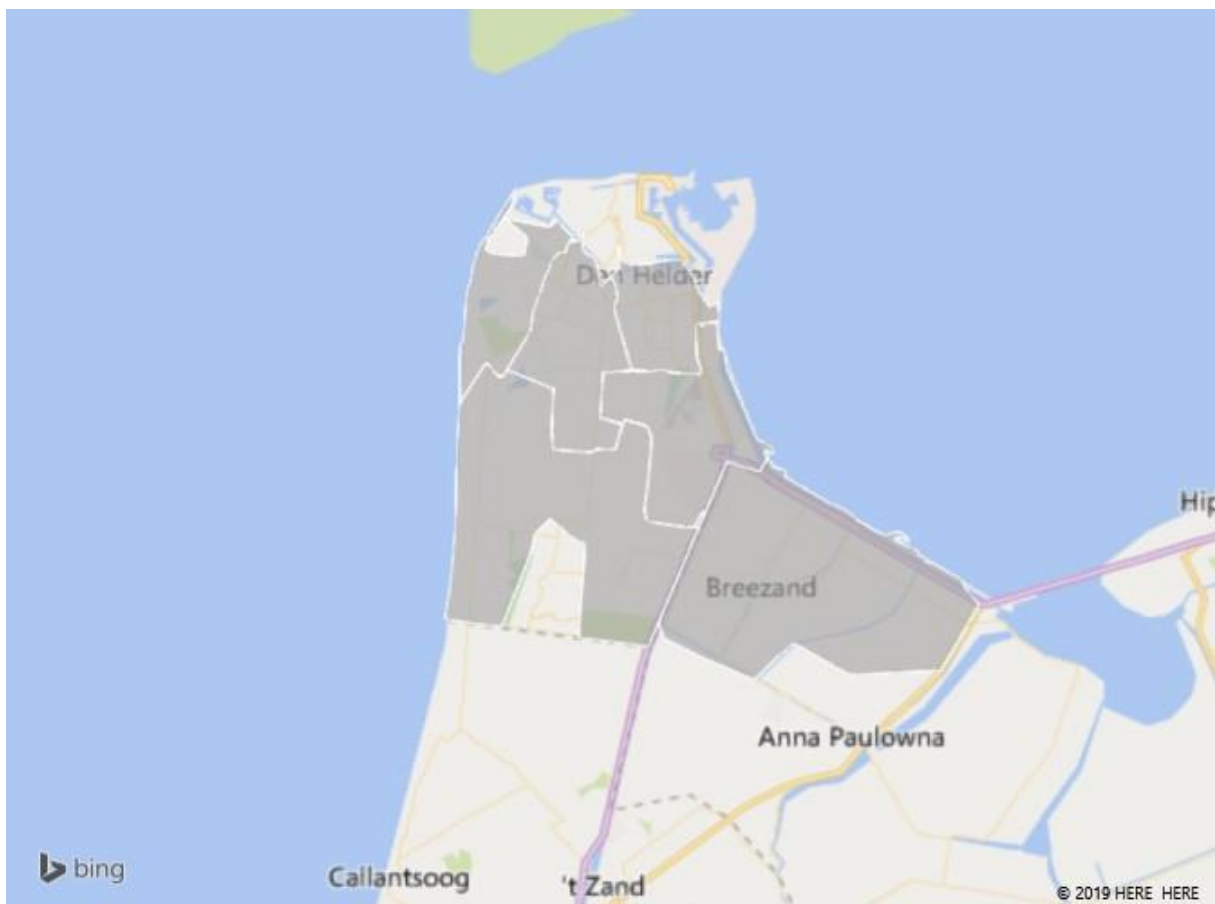 Den Helder
Hip
Breezand
Anna Paulowna
Callantsoog
't Zand
bing
© 2019 HERE HERE